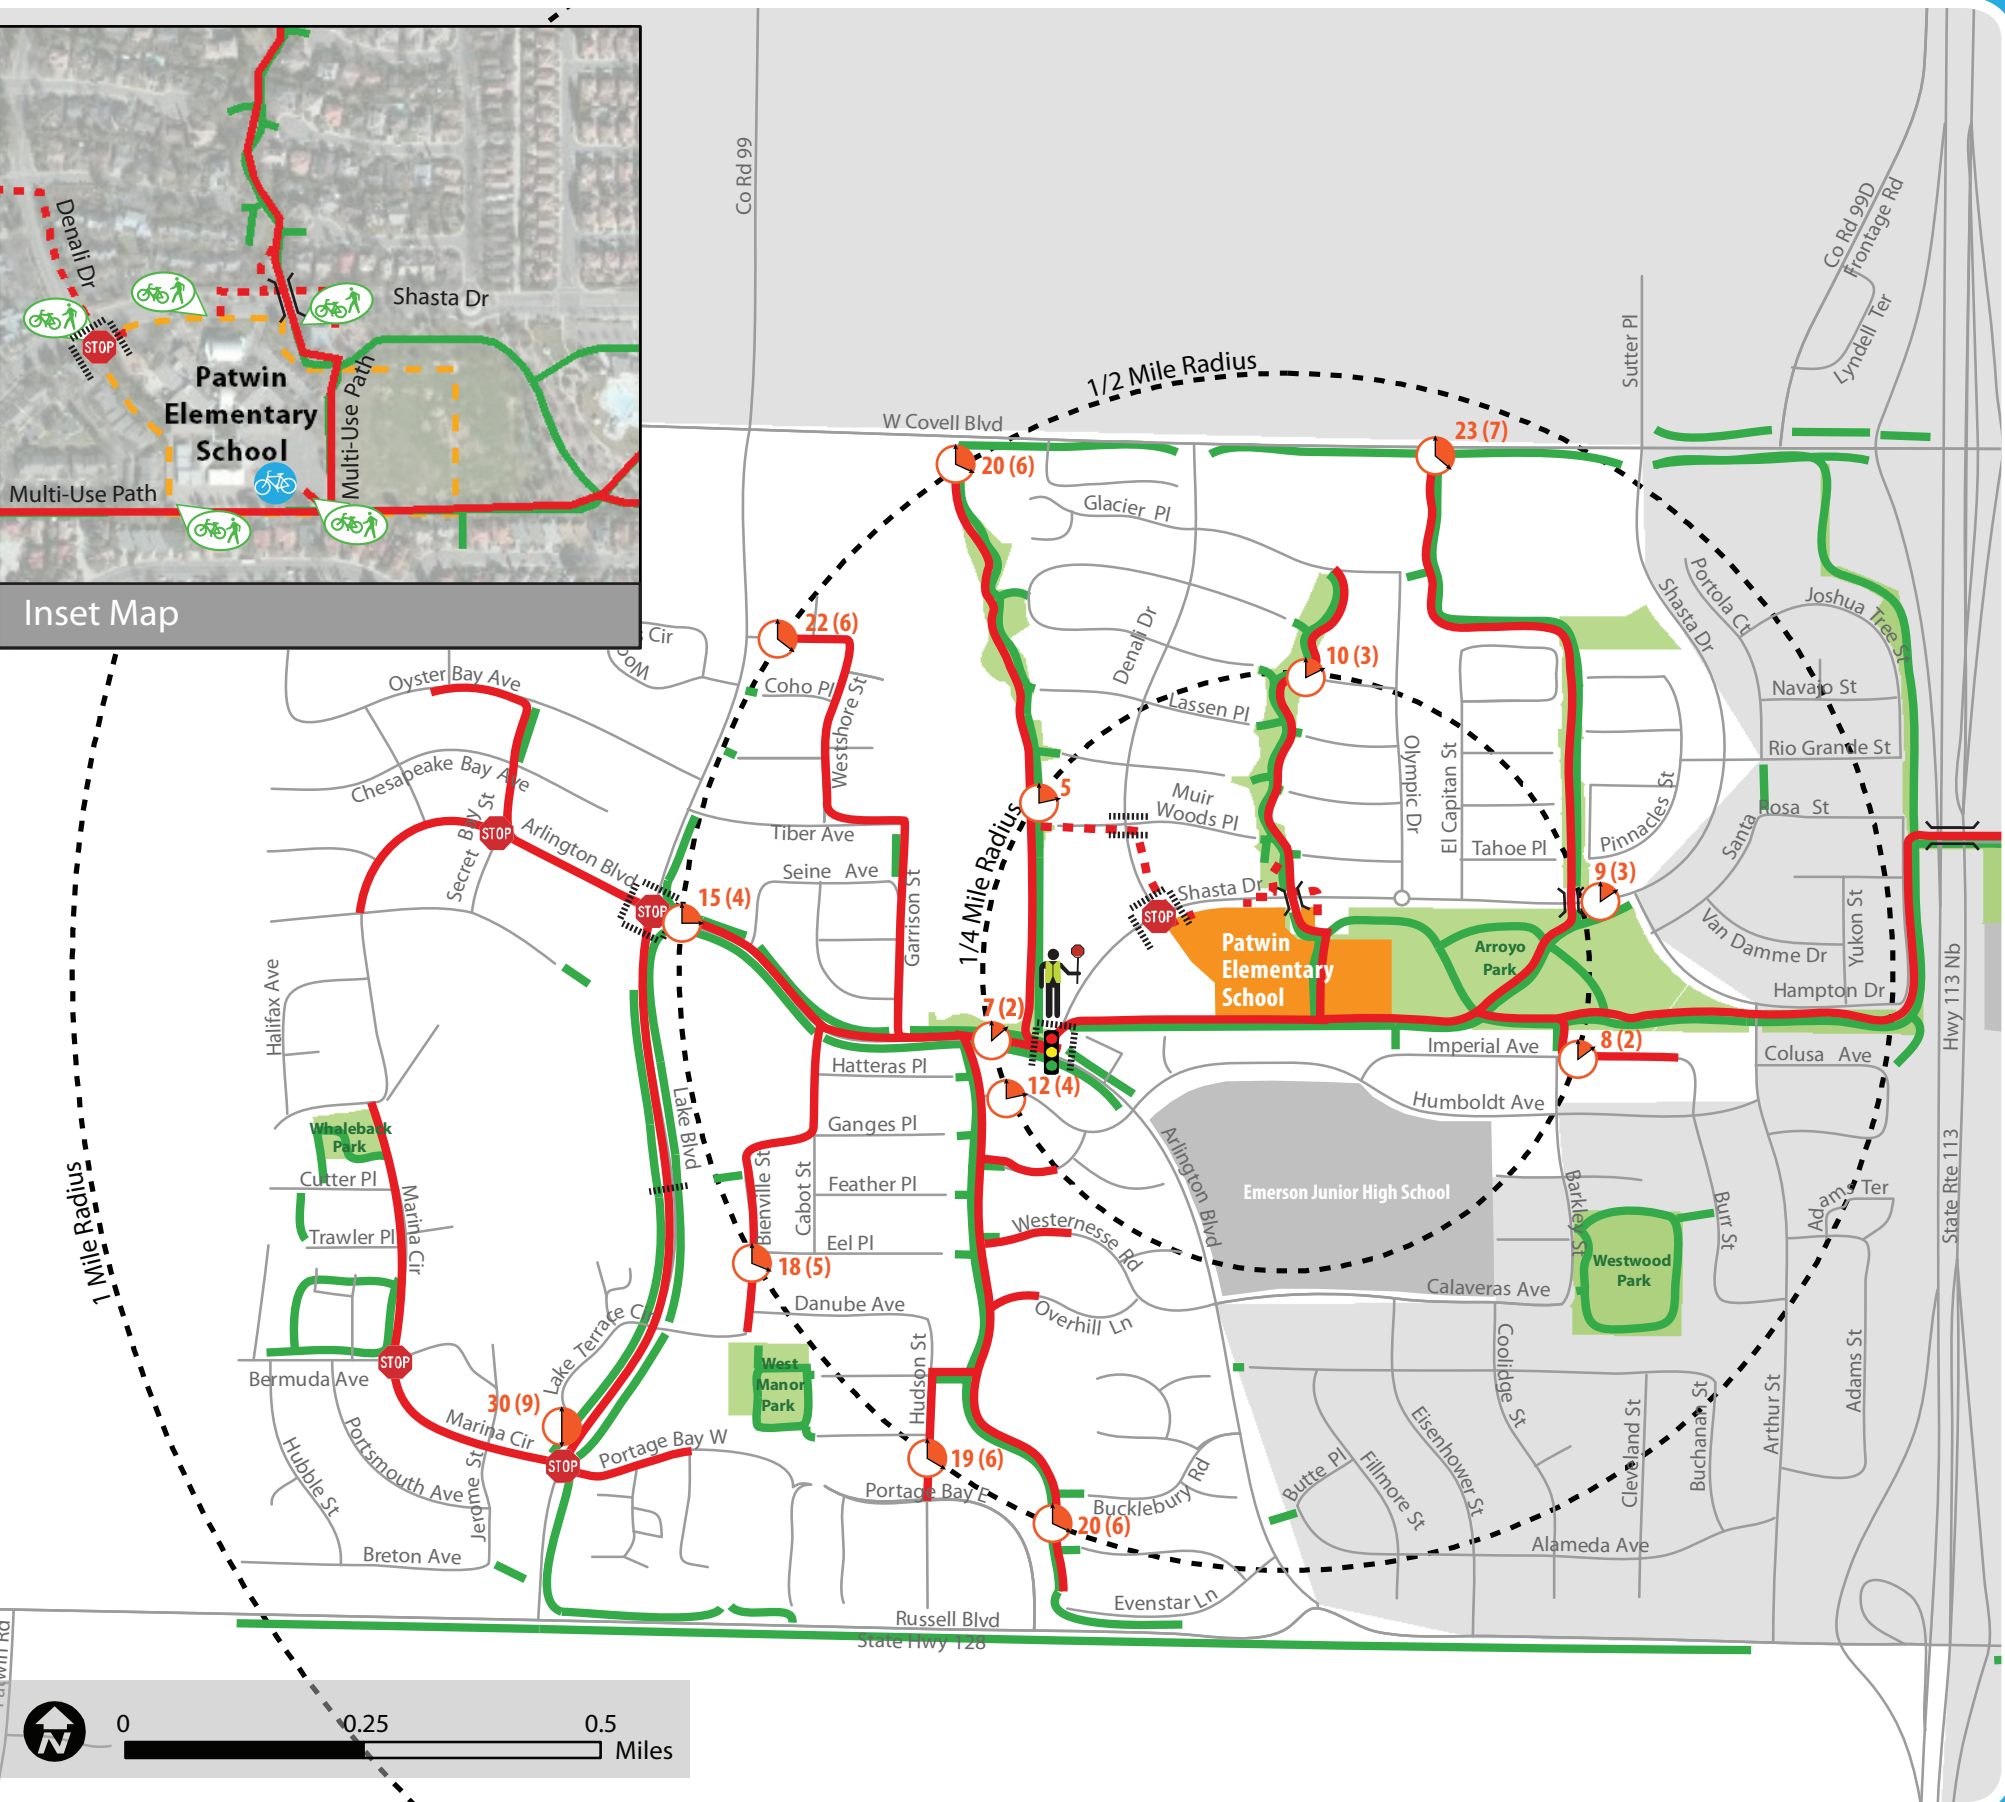 Denali Dr
Shasta Dr
STOP
Patwin
Elementary
School
Multi-Use Path
Multi-Use Path
Inset Map
Co Rd 99
Co Rd 99D
Frontage Rd
Lyndell Ter
Sutter Pl
1/2 Mile Radius
W Covell Blvd
23 (7)
20 (6)
Glacier Pl
Portola Ct
Shasta Dr
Joshua Tree St
22 (6)
Cir
Oyster Bay Ave
Coho Pl
Westshore St
Denali Dr
10 (3)
Lassen Pl
Navajo St
Rio Grande St
Chesapeake Bay Ave
Olympic Dr
El Capitan St
5
Muir
Woods Pl
Pinnacles St
Santa Rosa St
Secret Bay St
STOP
Arlington Blvd
Tiber Ave
Tahoe Pl
1/4 Mile Radius
Seine Ave
Garrison St
15 (4)
STOP
Shasta Dr
STOP
9 (3)
Yukon St
Van Damme Dr
Patwin
Elementary
School
Arroyo
Park
Hampton Dr
Hwy 113 Nb
Halifax Ave
7 (2)
8 (2)
Imperial Ave
Colusa Ave
Hatteras Pl
12 (4)
Humboldt Ave
Lake Blvd
Whaleback
Park
Ganges Pl
Arlington Blvd
State Rte 113
Cutter Pl
Marina Cir
Bienville St
Cabot St
Feather Pl
Emerson Junior High School
Barkley St
Burr St
Adams Ter
1 Mile Radius
Trawler Pl
Eel Pl
Westernesse Rd
18 (5)
Westwood
Park
Danube Ave
Calaveras Ave
Overhill Ln
Lake Terrace Cir
STOP
Bermuda Ave
West
Manor
Park
Hudson St
Coolidge St
Adams St
Arthur St
30 (9)
Marina Cir
Portsmouth Ave
Hubble St
Jerome St
STOP
Portage Bay W
19 (6)
Portage Bay E
Bucklebury Rd
Butte Pl
Fillmore St
Eisenhower St
Cleveland St
Buchanan St
20 (6)
Breton Ave
Alameda Ave
Evenstar Ln
Russell Blvd
State Hwy 128
N
0
0.25
0.5
Miles